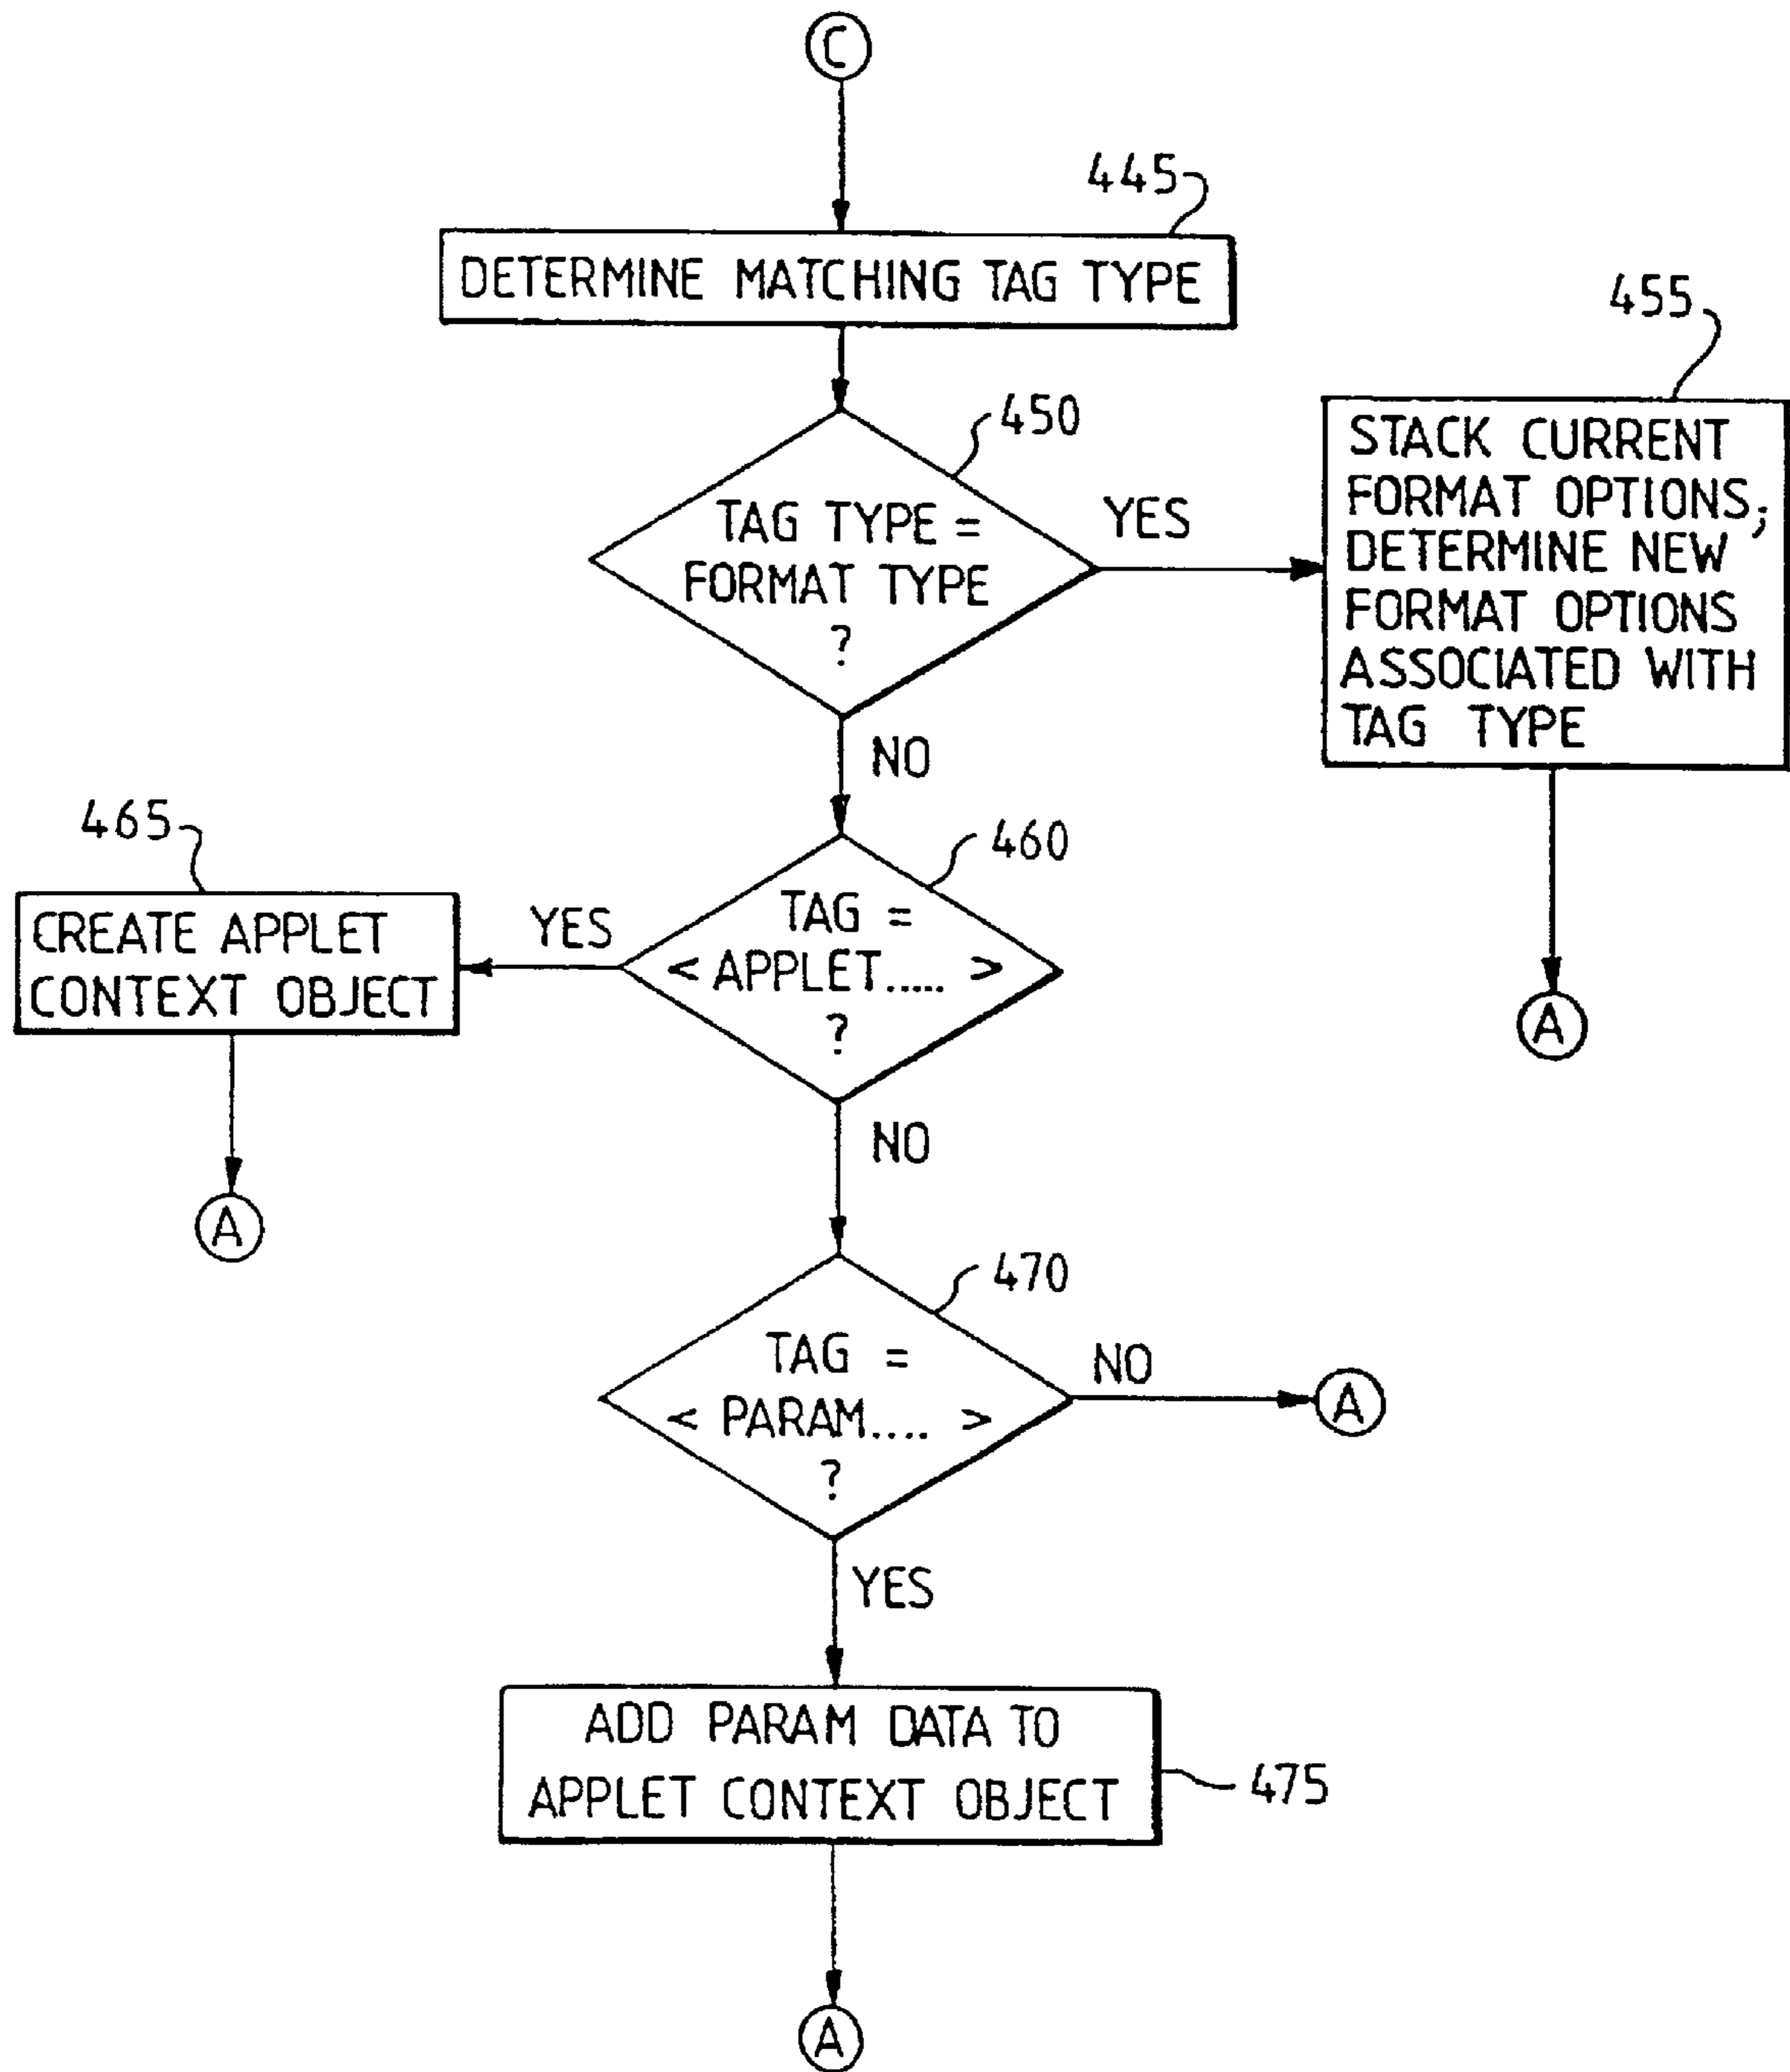 C
445
DETERMINE MATCHING TAG TYPE
455
450
TAG TYPE =
FORMAT TYPE
?
YES
STACK CURRENT
FORMAT OPTIONS;
DETERMINE NEW
FORMAT OPTIONS
ASSOCIATED WITH
TAG TYPE
NO
A
465
CREATE APPLET
CONTEXT OBJECT
YES
460
TAG =
< APPLET..... >
?
A
NO
470
TAG =
< PARAM.... >
?
NO
A
YES
ADD PARAM DATA TO
APPLET CONTEXT OBJECT
475
A